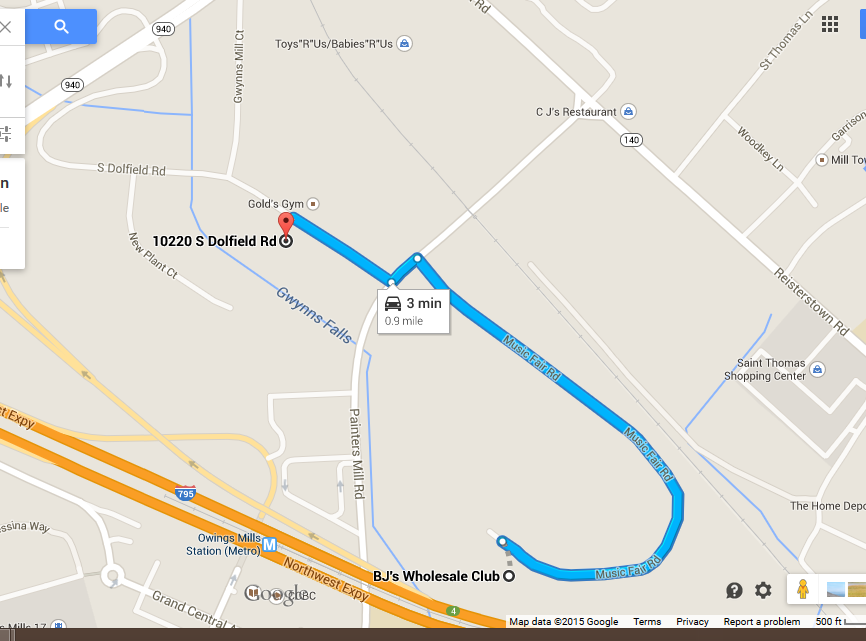 Rd
940
Toys"R"Us/Babies"R"Us
St Thomas Ln
Gwynns Mill Ct
940
C J's Restaurant
140
Garrison
Woodkey Ln
Mill Tow
S Dolfield Rd
n
Gold's Gym
le
10220 S Dolfield Rd
New Plant Ct
Gwynns Falls
3 min
0.9 mile
Reisterstown Rd
Music Fair Rd
Saint Thomas
Shopping Center
st Expy
Painters Mill Rd
Music Fair Rd
795
The Home Depo
essina Way
Owings Mills
Station (Metro)
M
Northwest Expy
BJ's Wholesale Club
Music Fair Rd
Google
CBC
Grand Central A
4
Mills 17
Map data ©2015 Google
Terms
Privacy
Report a problem
500 ft